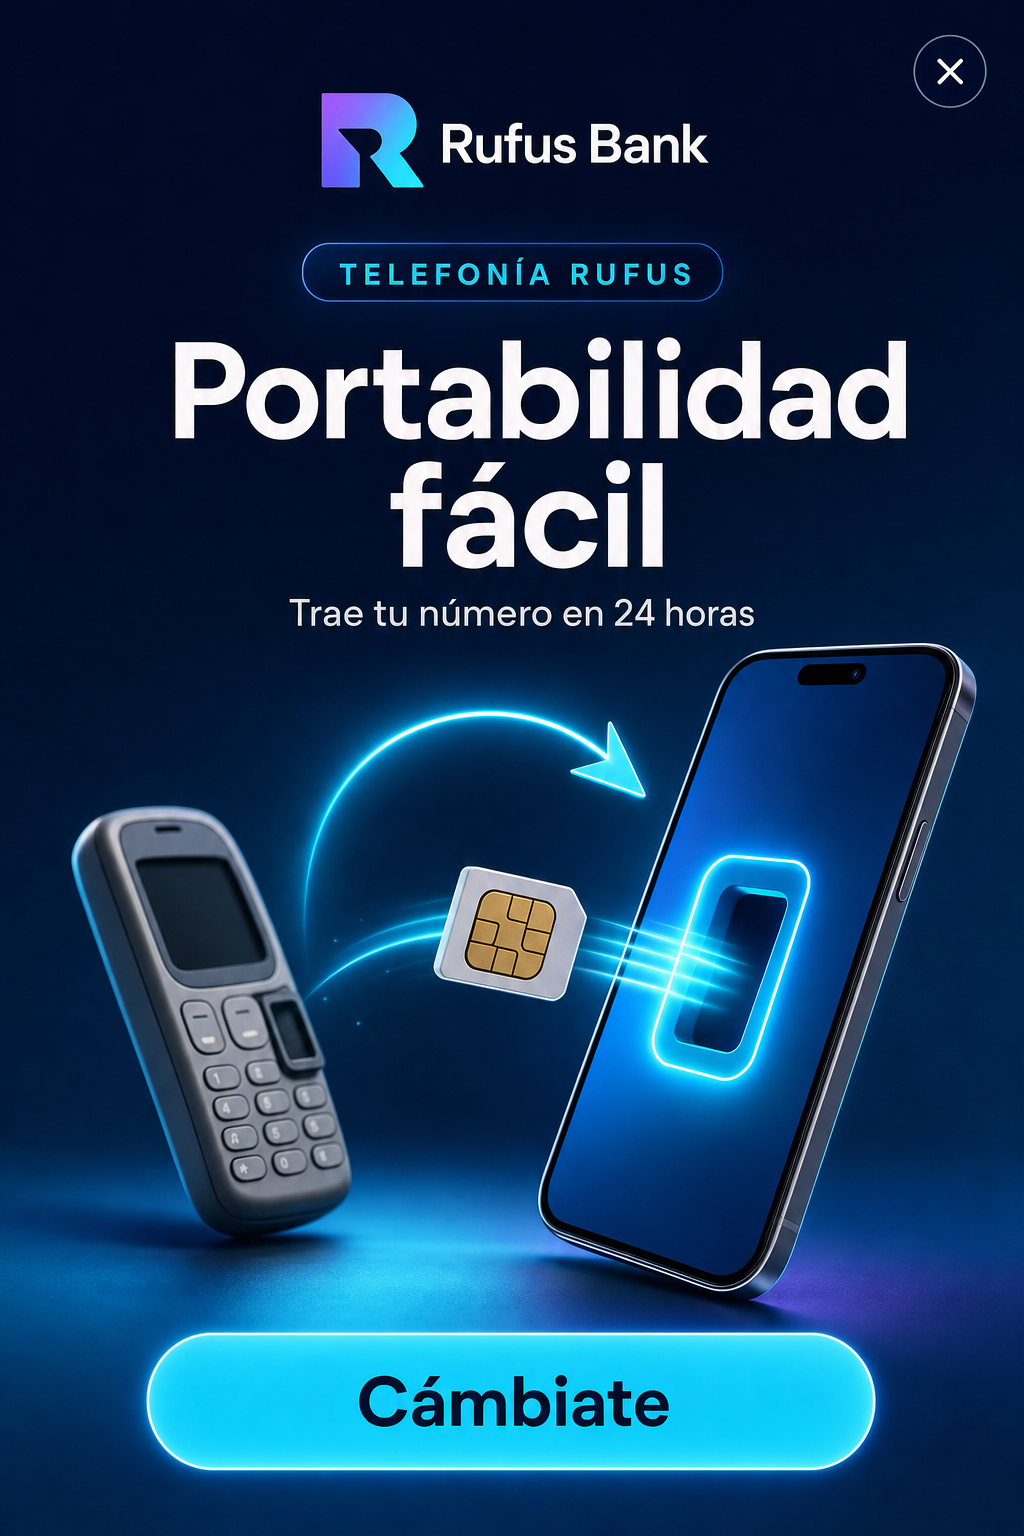 Rufus Bank
TELEFONÍA RUFUS
Portabilidad
fácil
Trae tu número en 24 horas
Cámbiate